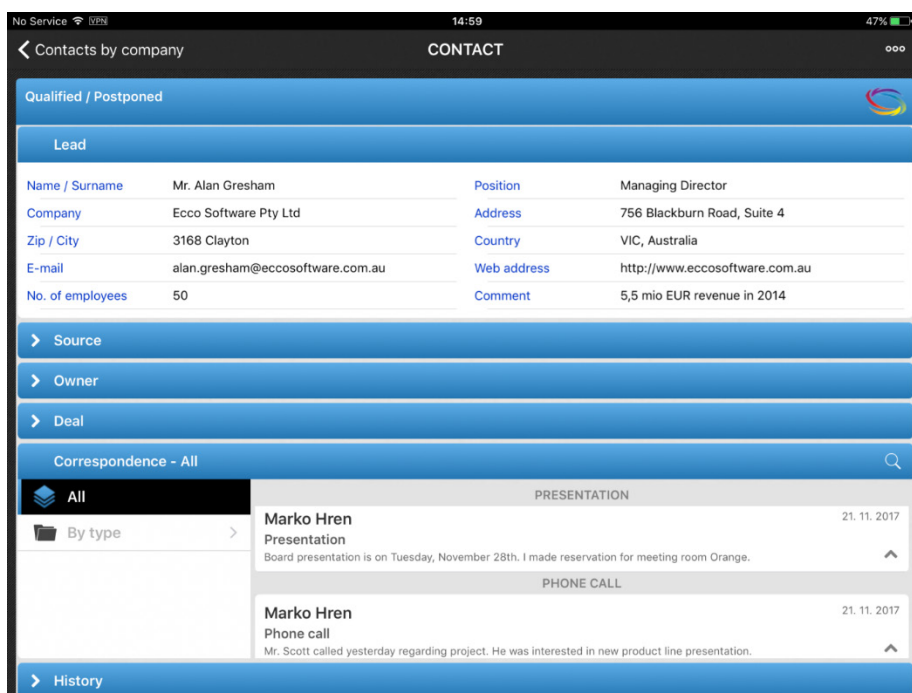 No Service VPN 14:59 47%
Contacts by company CONTACT
Qualified / Postponed
Lead
Name / Surname Mr. Alan Gresham Position Managing Director
Company Ecco Software Pty Ltd Address 756 Blackburn Road, Suite 4
Zip / City 3168 Clayton Country VIC, Australia
E-mail alan.gresham@eccosoftware.com.au Web address http://www.eccosoftware.com.au
No. of employees 50 Comment 5,5 mio EUR revenue in 2014
Source
Owner
Deal
Correspondence - All
All
By type
PRESENTATION
Marko Hren 21. 11. 2017
Presentation
Board presentation is on Tuesday, November 28th. I made reservation for meeting room Orange.
PHONE CALL
Marko Hren 21. 11. 2017
Phone call
Mr. Scott called yesterday regarding project. He was interested in new product line presentation.
History